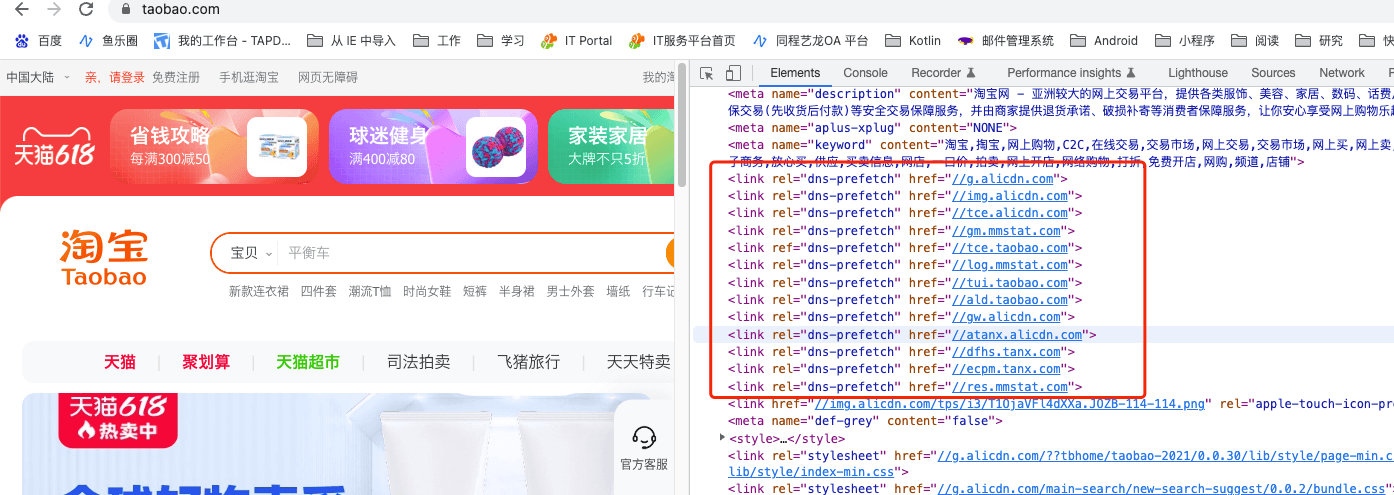 taobao.com
百度 鱼乐圈 我的工作台 - TAPD... 从 IE 中导入 工作 学习 IT Portal IT服务平台首页 同程艺龙OA 平台 Kotlin 邮件管理系统 Android 小程序 阅读 研究 快
中国大陆 亲，请登录 免费注册 手机逛淘宝 网页无障碍 我的淘
天猫618
省钱攻略
每满300减50
球迷健身
满400减80
家装家居
大牌不只5折
淘宝
Taobao
宝贝 平衡车
新款连衣裙 四件套 潮流T恤 时尚女鞋 短裤 半身裙 男士外套 墙纸 行车记
天猫 聚划算 天猫超市 司法拍卖 飞猪旅行 天天特卖
天猫618
热卖中
官方客服
Elements Console Recorder Performance insights Lighthouse Sources Network P
<meta name="description" content="淘宝网 - 亚洲较大的网上交易平台，提供各类服饰、美容、家居、数码、话费/
保交易(先收货后付款)等安全交易保障服务，并由商家提供退货承诺、破损补寄等消费者保障服务，让你安心享受网上购物乐趣
<meta name="aplus-xplug" content="NONE">
<meta name="keyword" content="淘宝,掏宝,网上购物,C2C,在线交易,交易市场,网上交易,交易市场,网上买,网上卖,
子商务,放心买,供应,买卖信息,网店,一口价,拍卖,网上开店,网络购物,打折,免费开店,网购,频道,店铺">
<link rel="dns-prefetch" href="//g.alicdn.com">
<link rel="dns-prefetch" href="//img.alicdn.com">
<link rel="dns-prefetch" href="//tce.alicdn.com">
<link rel="dns-prefetch" href="//gm.mmstat.com">
<link rel="dns-prefetch" href="//tce.taobao.com">
<link rel="dns-prefetch" href="//log.mmstat.com">
<link rel="dns-prefetch" href="//tui.taobao.com">
<link rel="dns-prefetch" href="//ald.taobao.com">
<link rel="dns-prefetch" href="//gw.alicdn.com">
<link rel="dns-prefetch" href="//atanx.alicdn.com">
<link rel="dns-prefetch" href="//dfhs.tanx.com">
<link rel="dns-prefetch" href="//ecpm.tanx.com">
<link rel="dns-prefetch" href="//res.mmstat.com">
<link href="//img.alicdn.com/tps/i3/T1OjaVFl4dXXa.JOZB-114-114.png" rel="apple-touch-icon-pre
<meta name="def-grey" content="false">
<style>…</style>
<link rel="stylesheet" href="//g.alicdn.com/??tbhome/taobao-2021/0.0.30/lib/style/page-min.c
lib/style/index-min.css">
<link rel="stylesheet" href="//g.alicdn.com/main-search/new-search-suggest/0.0.2/bundle.css">